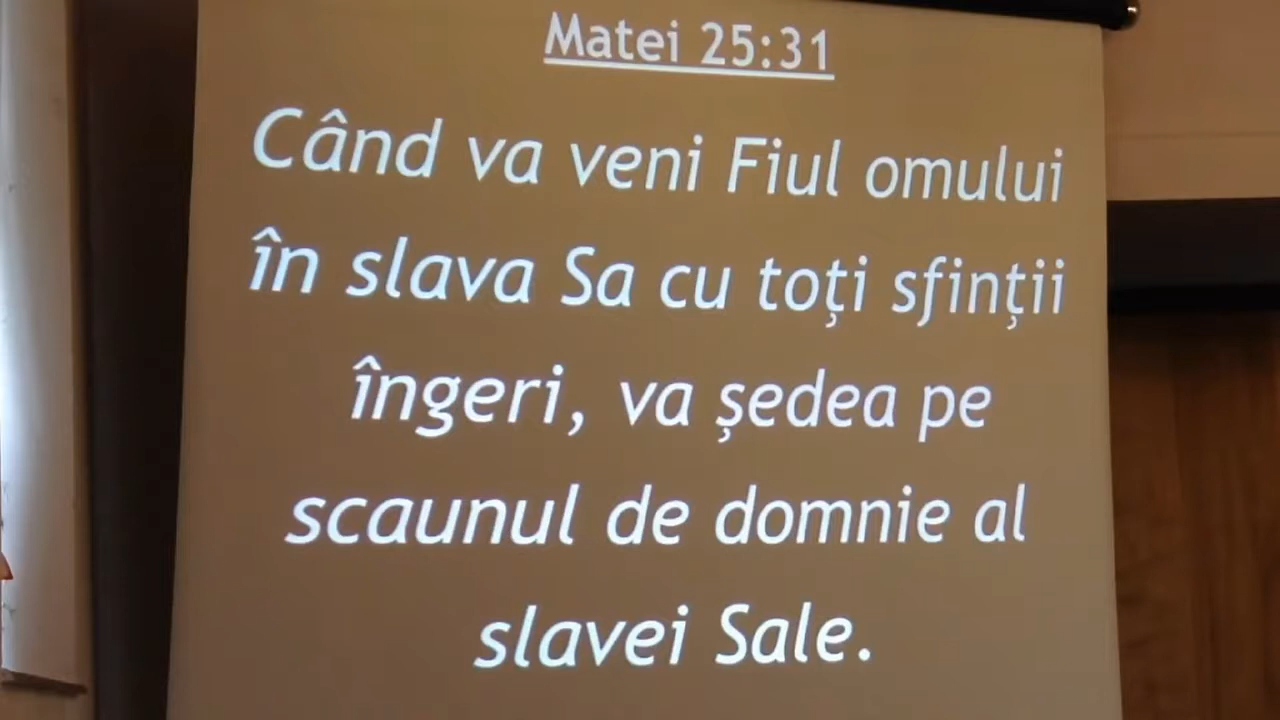 Matei 25:31
Când va veni Fiul omului
în slava Sa cu toți sfinții
îngeri, va ședea pe
scaunul de domnie al
slavei Sale.